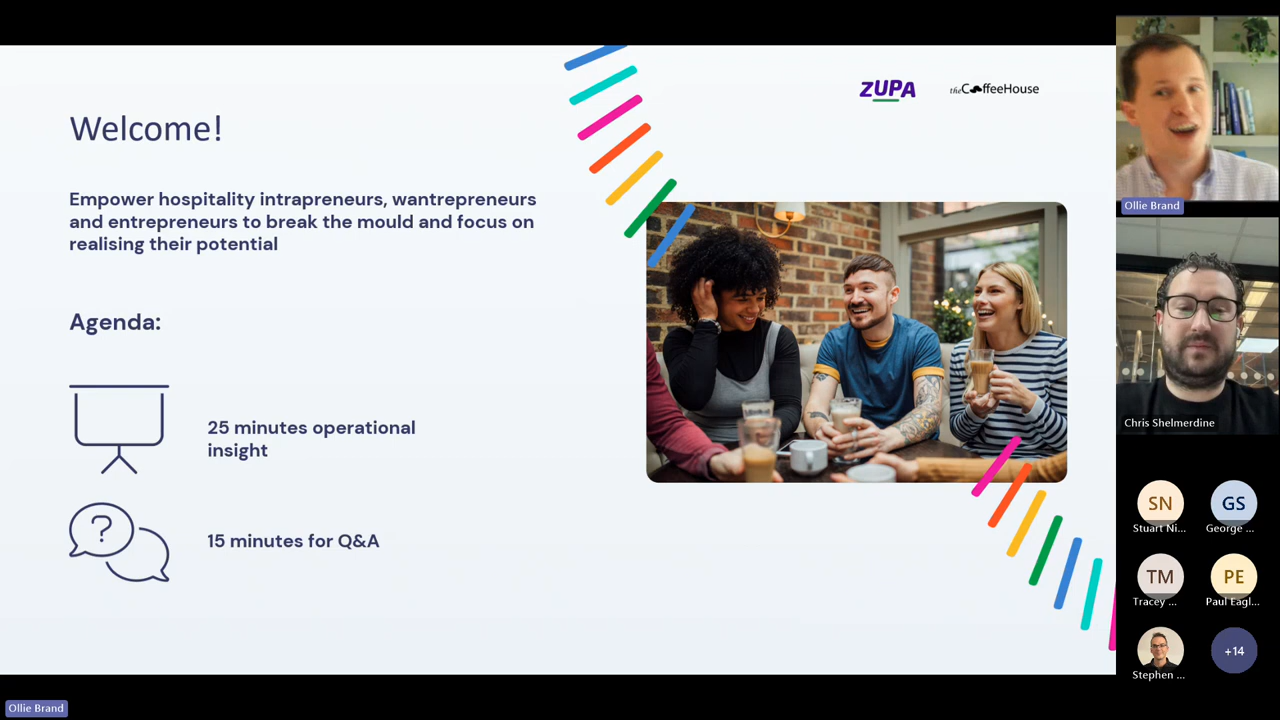 ZUPA
theCoffeeHouse
Welcome!
Empower hospitality intrapreneurs, wantrepreneurs
and entrepreneurs to break the mould and focus on
realising their potential
Agenda:
25 minutes operational
insight
?
15 minutes for Q&A
Ollie Brand
Chris Shelmerdine
SN
GS
Stuart Ni...
George ...
TM
PE
Tracey ...
Paul Eagl...
+14
Stephen ...
Ollie Brand